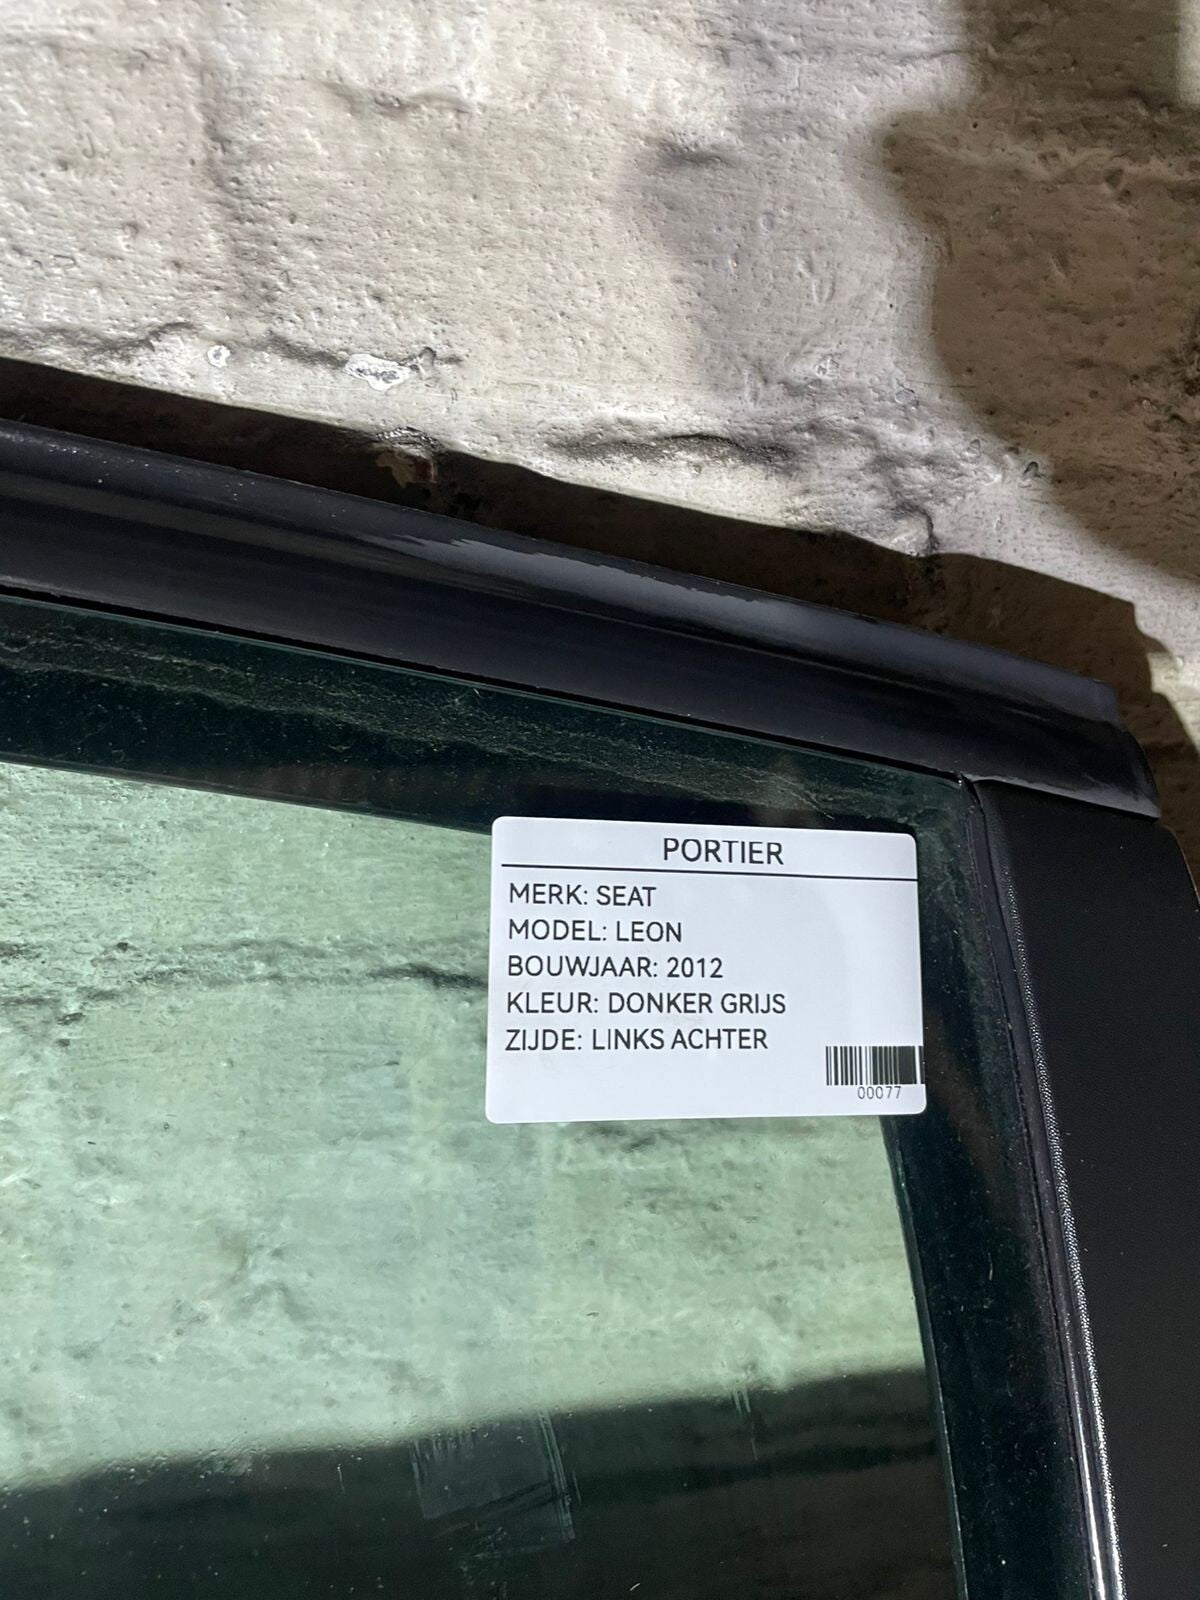 PORTIER
MERK: SEAT
MODEL: LEON
BOUWJAAR: 2012
KLEUR: DONKER GRIJS
ZIJDE: LINKS ACHTER
00077